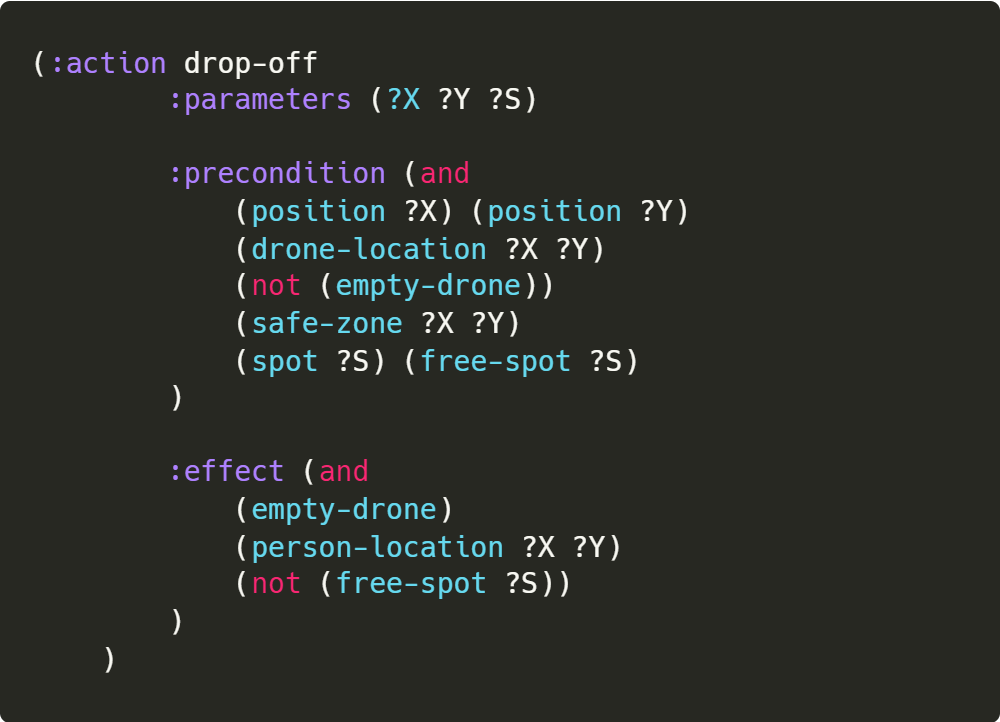 (:action drop-off
:parameters (?X ?Y ?S)
:precondition (and
(position ?X) (position ?Y)
(drone-location ?X ?Y)
(not (empty-drone))
(safe-zone ?X ?Y)
(spot ?S) (free-spot ?S)
)
:effect (and
(empty-drone)
(person-location ?X ?Y)
(not (free-spot ?S))
)
)